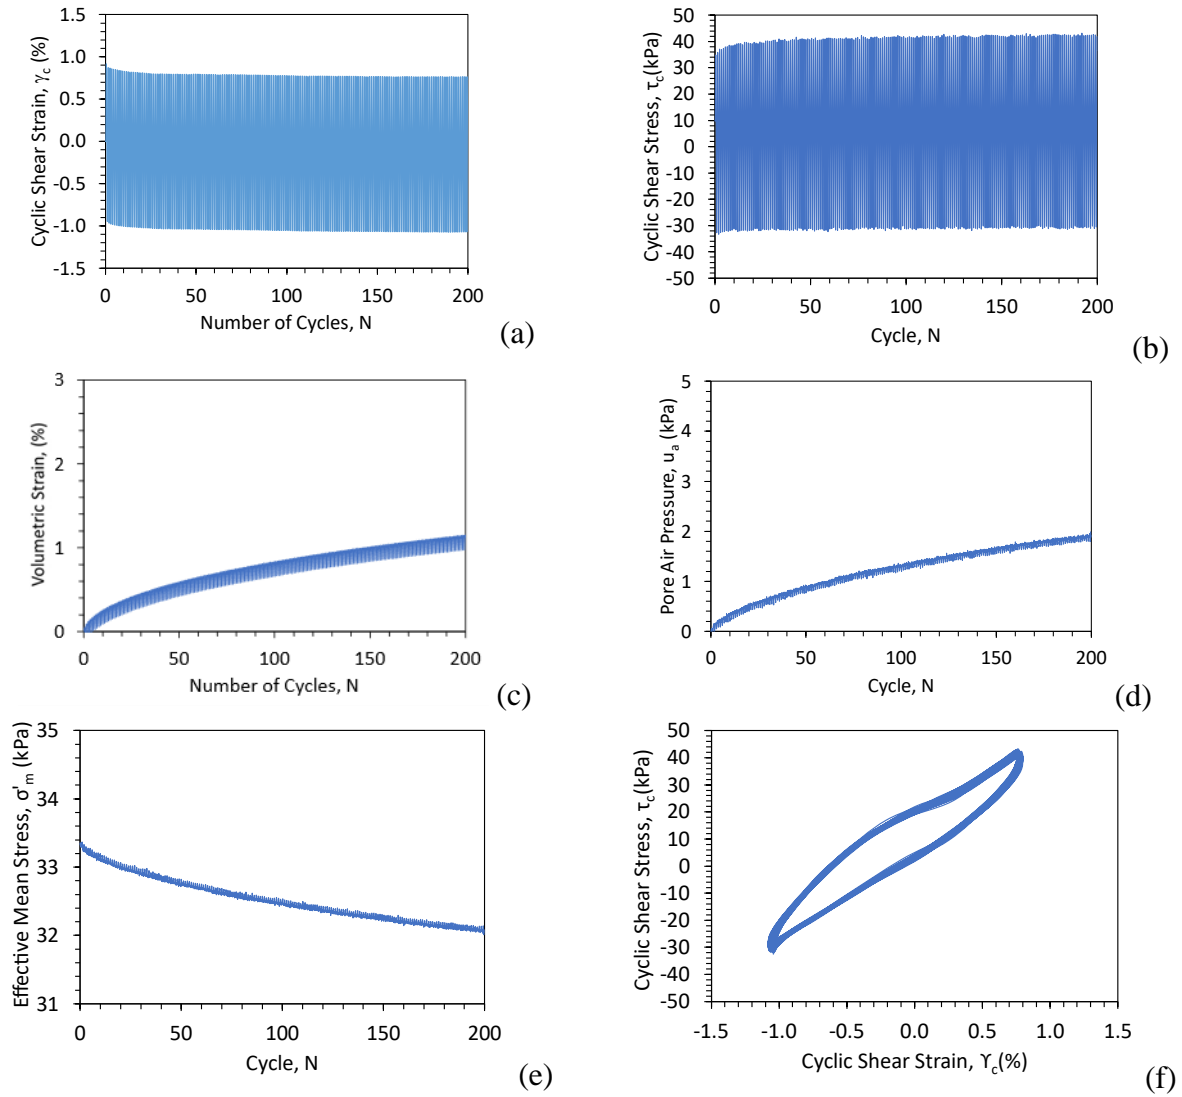 Cyclic Shear Strain, γc (%)
1.5
1.0
0.5
0.0
-0.5
-1.0
-1.5
0 50 100 150 200
Number of Cycles, N
(a)
Cyclic Shear Stress, τc(kPa)
50
40
30
20
10
0
-10
-20
-30
-40
-50
0 50 100 150 200
Cycle, N
(b)
Volumetric Strain, (%)
3
2
1
0
0 50 100 150 200
Number of Cycles, N
(c)
Pore Air Pressure, ua (kPa)
5
4
3
2
1
0
0 50 100 150 200
Cycle, N
(d)
Effective Mean Stress, σ'm (kPa)
35
34
33
32
31
0 50 100 150 200
Cycle, N
(e)
Cyclic Shear Stress, τc(kPa)
50
40
30
20
10
0
-10
-20
-30
-40
-50
-1.5 -1.0 -0.5 0.0 0.5 1.0 1.5
Cyclic Shear Strain, ϒc(%)
(f)